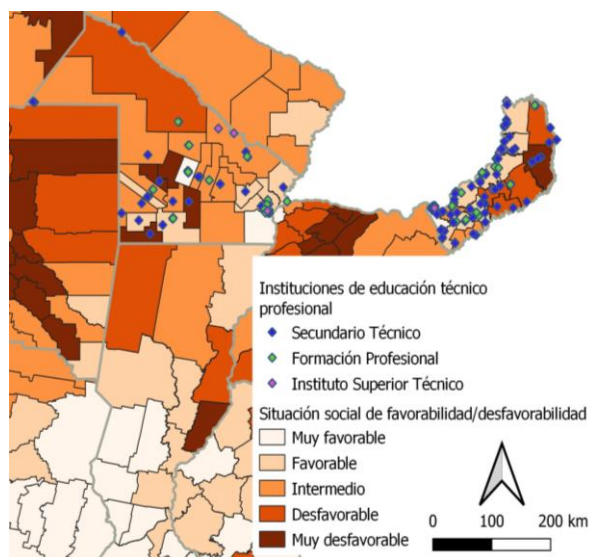 Instituciones de educación técnico
profesional
Secundario Técnico
Formación Profesional
Instituto Superior Técnico
Situación social de favorabilidad/desfavorabilidad
Muy favorable
Favorable
Intermedio
Desfavorable
Muy desfavorable
0 100 200 km